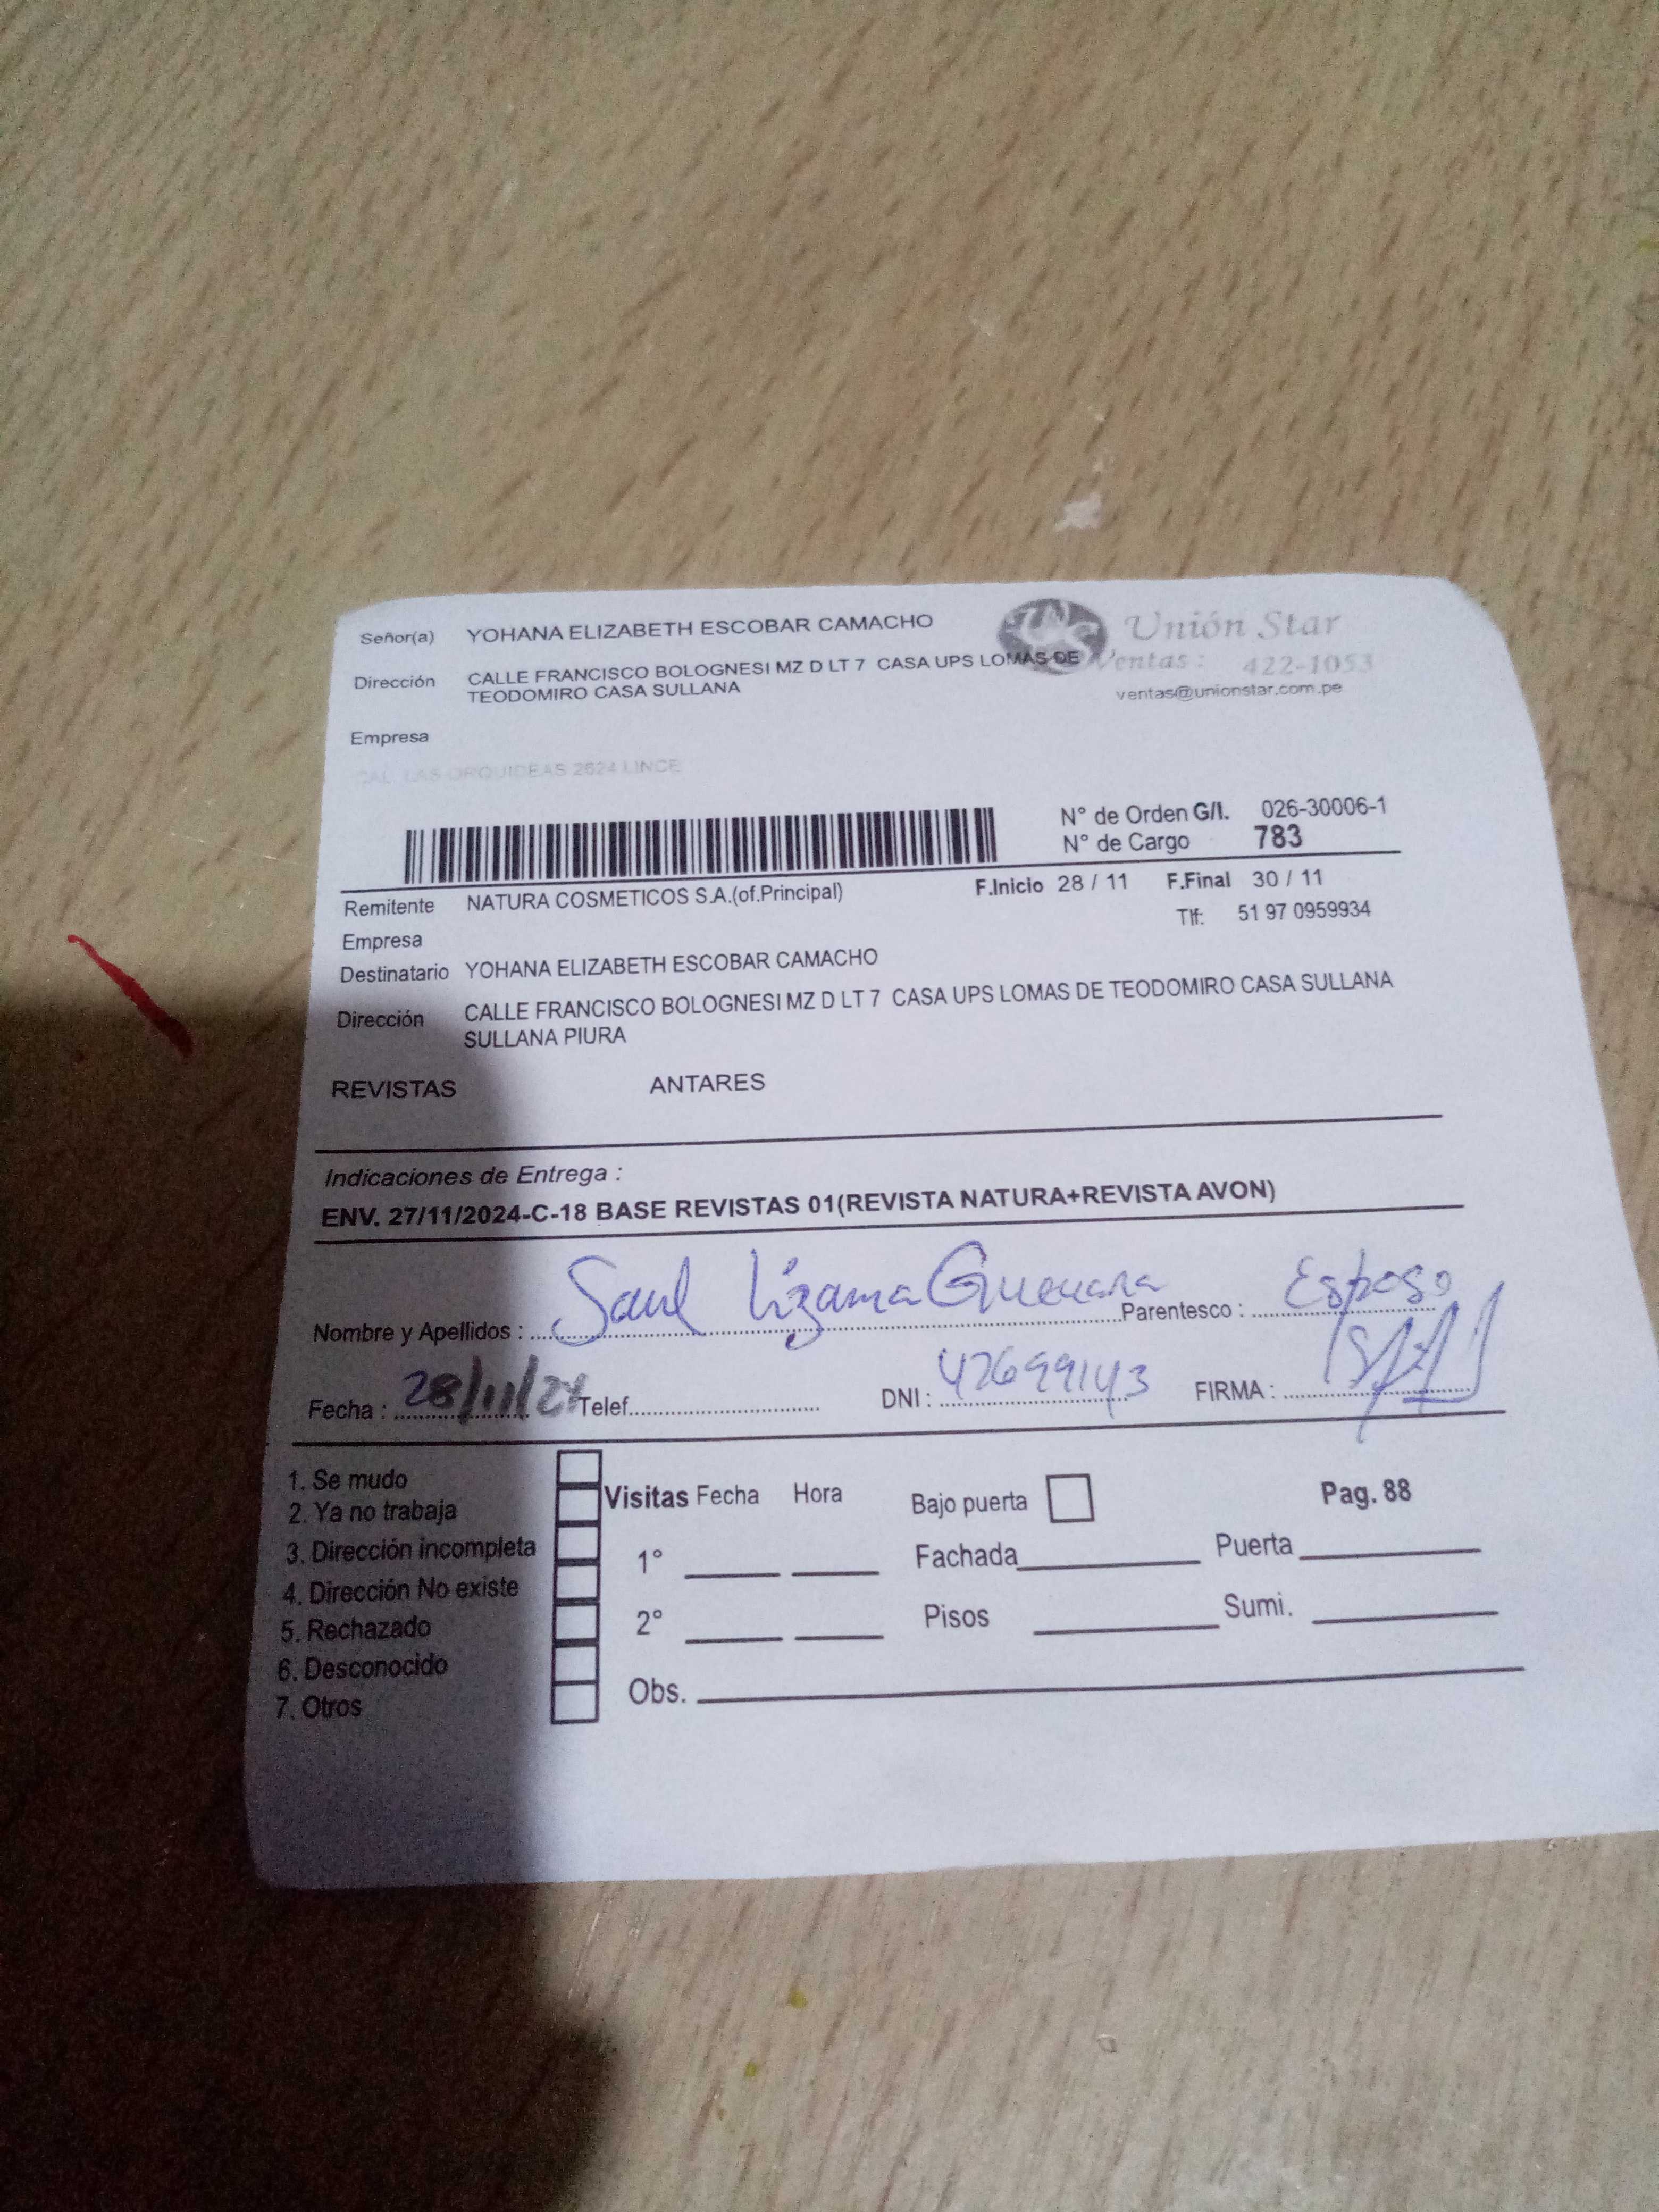 Señor(a) YOHANA ELIZABETH ESCOBAR CAMACHO
Unión Star
Dirección CALLE FRANCISCO BOLOGNESI MZ D LT 7 CASA UPS LOMAS DE
TEODOMIRO CASA SULLANA
Ventas: 422-1053
ventas@unionstar.com.pe
Empresa
CAL. LAS ORQUIDEAS 2624 LINCE
N° de Orden G/I. 026-30006-1
N° de Cargo 783
Remitente NATURA COSMETICOS S.A.(of.Principal) F.Inicio 28 / 11 F.Final 30 / 11
Tlf: 51 97 0959934
Empresa
Destinatario YOHANA ELIZABETH ESCOBAR CAMACHO
Dirección CALLE FRANCISCO BOLOGNESI MZ D LT 7 CASA UPS LOMAS DE TEODOMIRO CASA SULLANA
SULLANA PIURA
REVISTAS ANTARES
Indicaciones de Entrega :
ENV. 27/11/2024-C-18 BASE REVISTAS 01(REVISTA NATURA+REVISTA AVON)
Nombre y Apellidos : Saul Lizama Guevara Parentesco : Esposo
Fecha : 28/11/24 Telef. DNI : 42699143 FIRMA :
1. Se mudo
2. Ya no trabaja
3. Dirección incompleta
4. Dirección No existe
5. Rechazado
6. Desconocido
7. Otros
Visitas Fecha Hora Bajo puerta Pag. 88
1° Fachada Puerta
2° Pisos Sumi.
Obs.